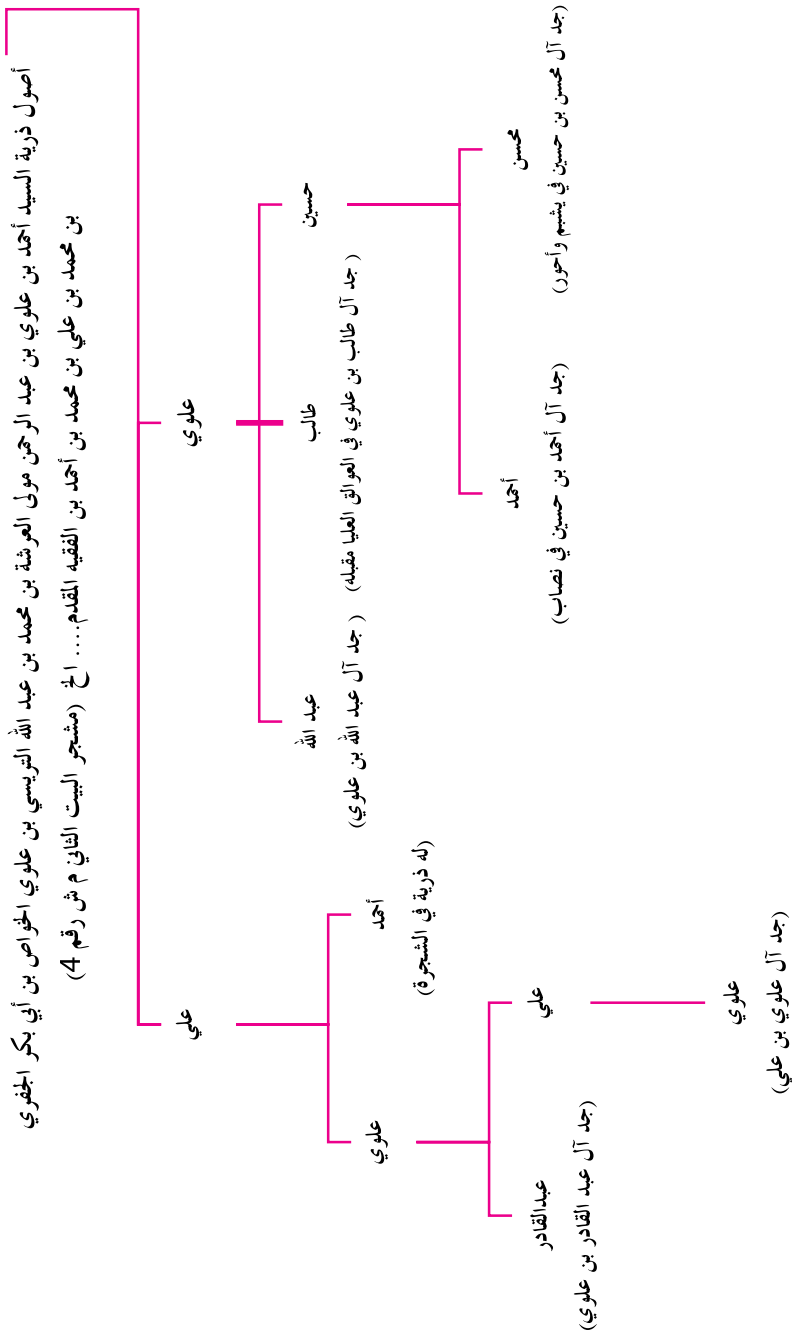 أصول ذرية السيد أحمد بن علوي بن عبد الرحمن مولى العرشة بن محمد بن عبد الله التريسي بن علوي الخواص بن أبي بكر الجفري
بن محمد بن علي بن محمد بن أحمد بن الفقيه المقدم.... الخ (مشجر البيت الثاني م ش رقم 4)
علوي
علي
حسين
طالب
(جد آل طالب بن علوي في العوالق العليا مقبله)
عبد الله
(جد آل عبد الله بن علوي)
أحمد
(له ذرية في الشجرة)
علوي
محسن
(جد آل محسن بن حسين في يشبم وأحور)
أحمد
(جد آل أحمد بن حسين في نصاب)
علي
عبدالقادر
(جد آل عبد القادر بن علوي)
علوي
(جد آل علوي بن علي)